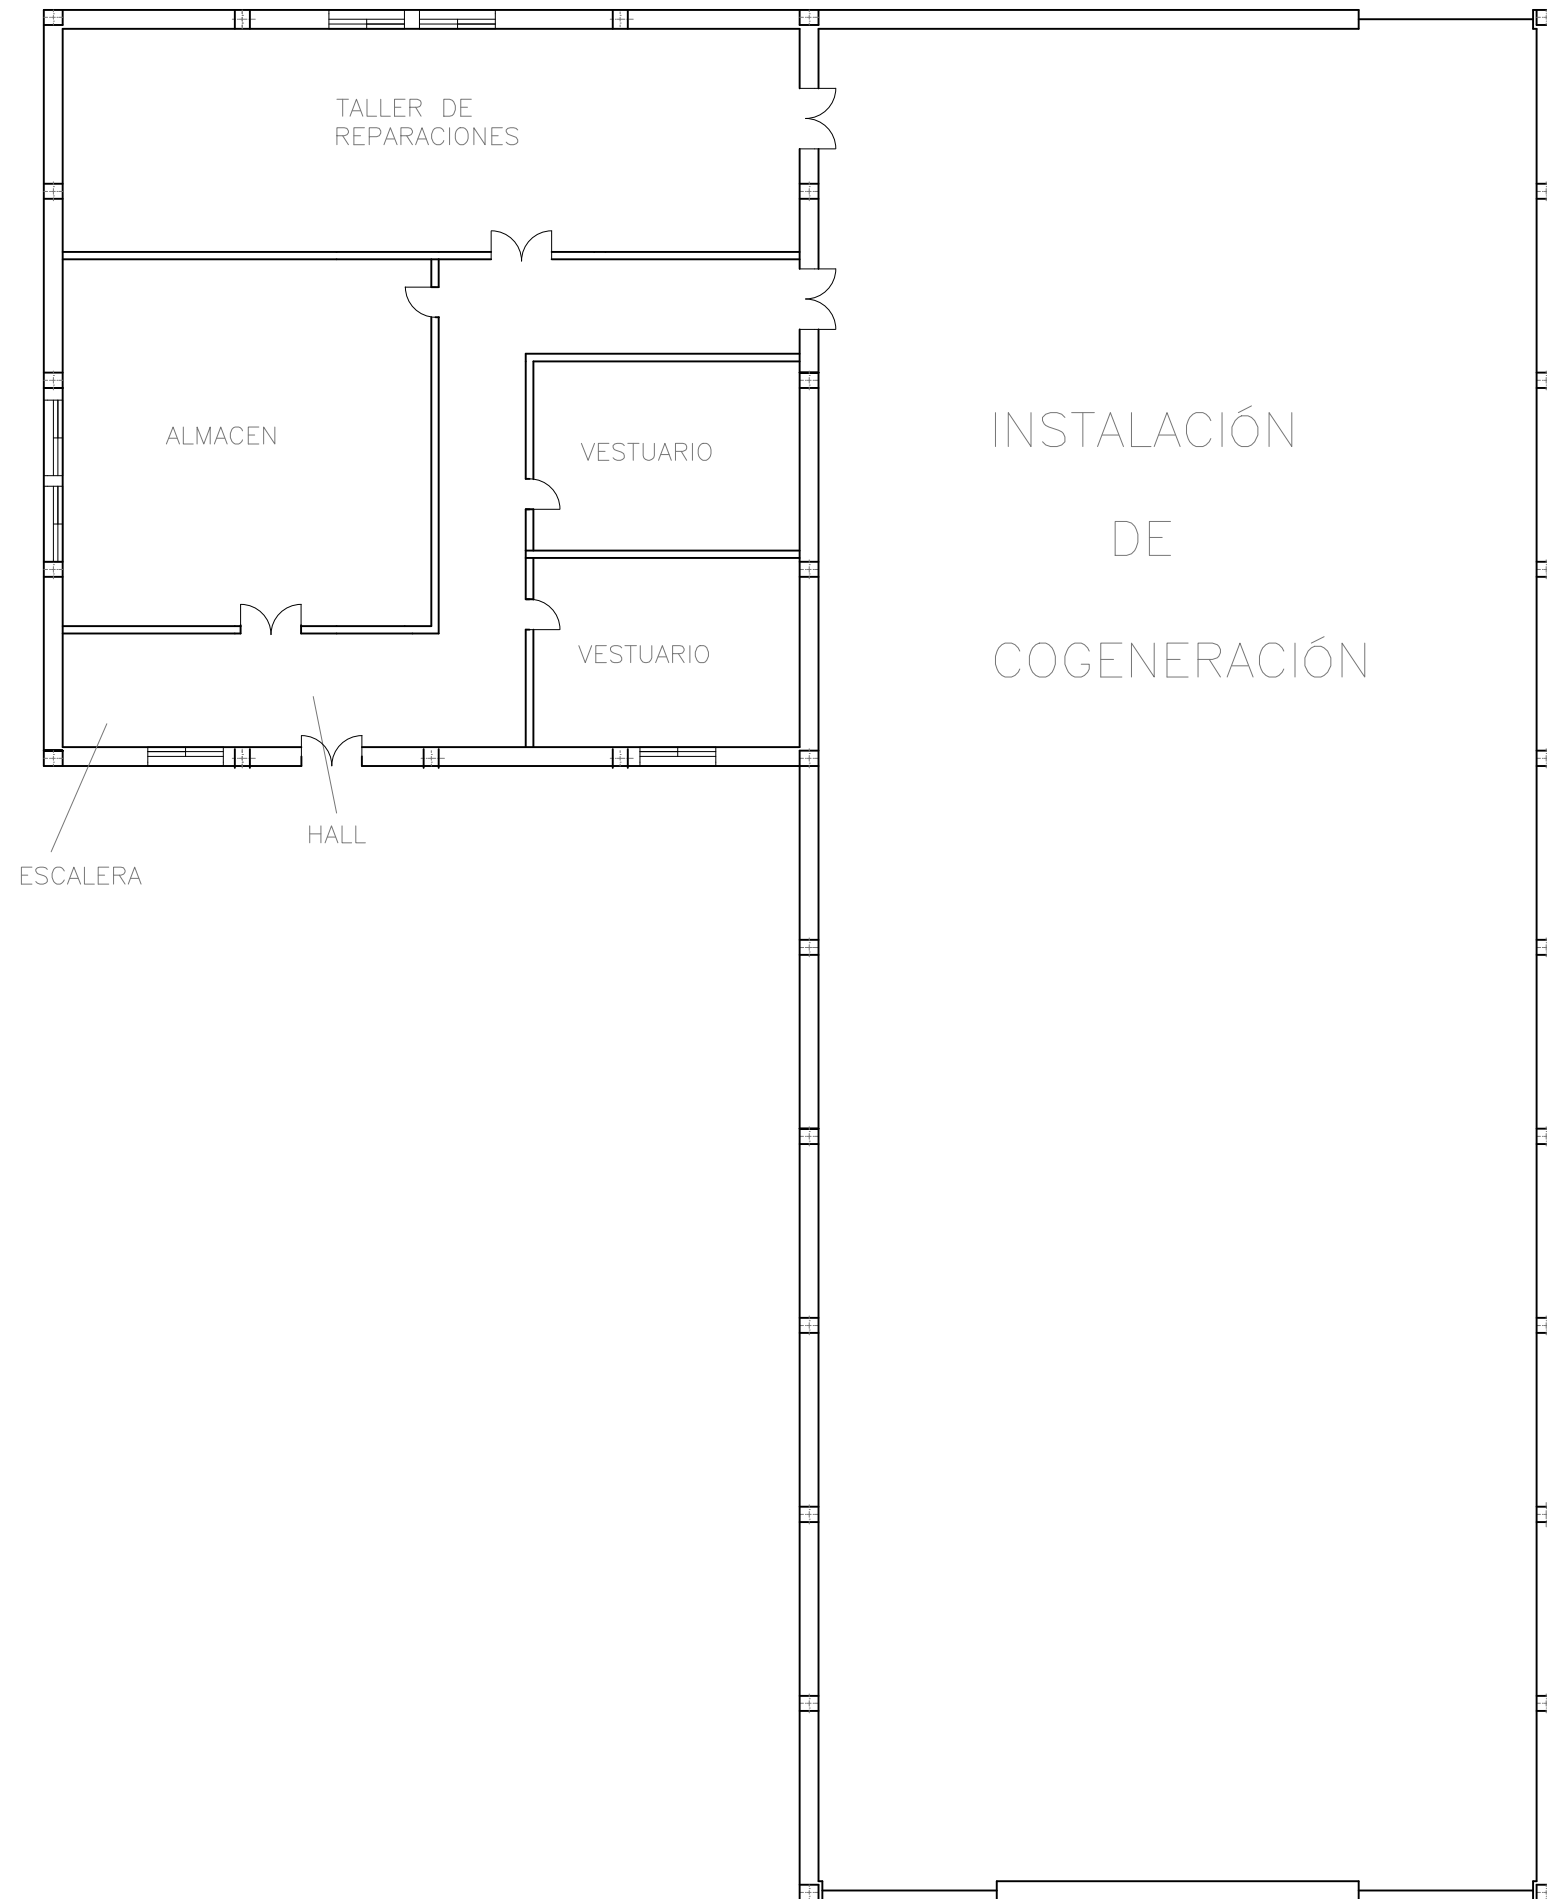 TALLER DE
REPARACIONES
ALMACEN
VESTUARIO
INSTALACIÓN
DE
COGENERACIÓN
VESTUARIO
HALL
ESCALERA